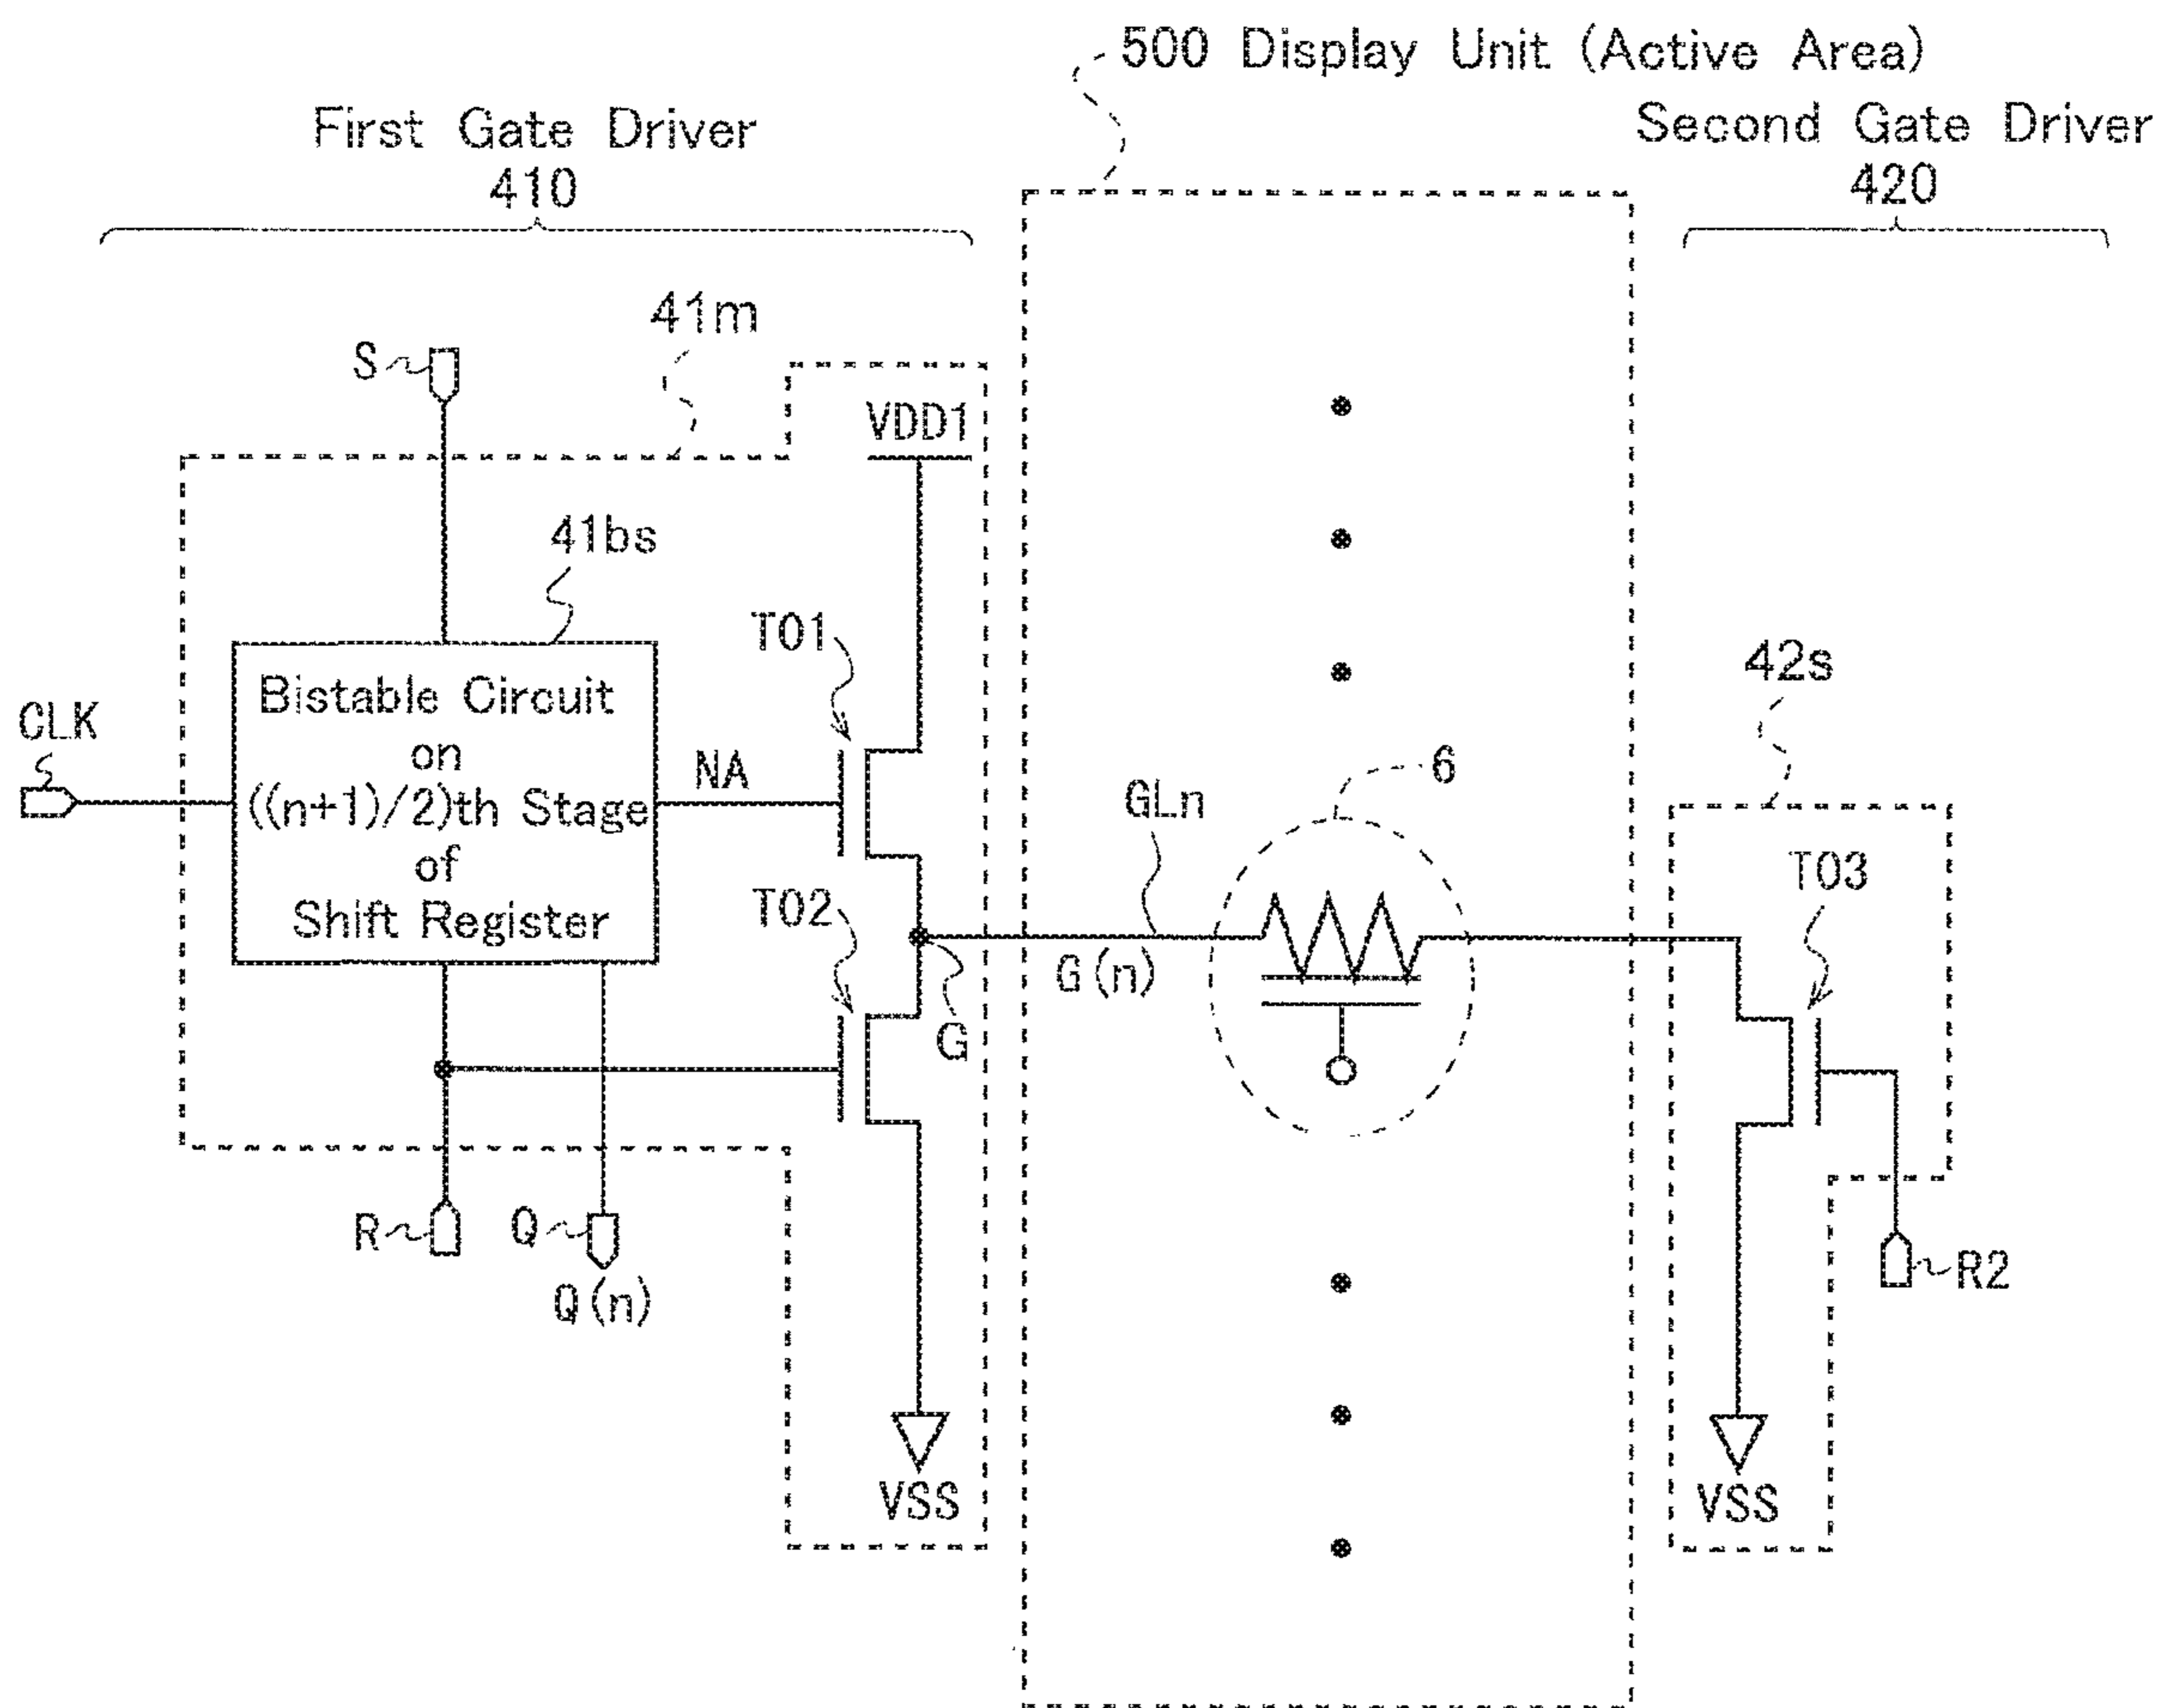 500 Display Unit (Active Area)
First Gate Driver
410
Second Gate Driver
420
41m
S
VDD1
41bs
T01
42s
Bistable Circuit
on
((n+1)/2)th Stage
of
Shift Register
CLK
NA
6
GLn
T02
T03
G(n)
G
R
Q
Q(n)
R2
VSS
VSS